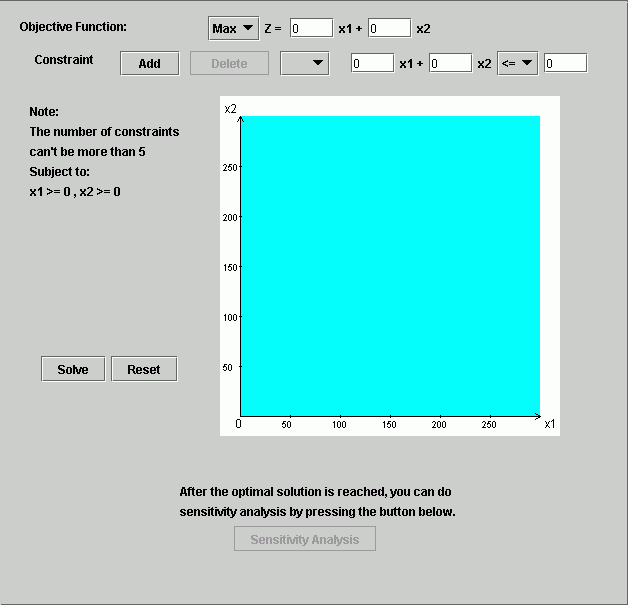 Objective Function: Max Z = 0 x1 + 0 x2
Constraint Add Delete 0 x1 + 0 x2 <= 0
Note:
The number of constraints
can't be more than 5
Subject to:
x1 >= 0 , x2 >= 0
x2
250
200
150
100
50
0 50 100 150 200 250 x1
Solve Reset
After the optimal solution is reached, you can do
sensitivity analysis by pressing the button below.
Sensitivity Analysis